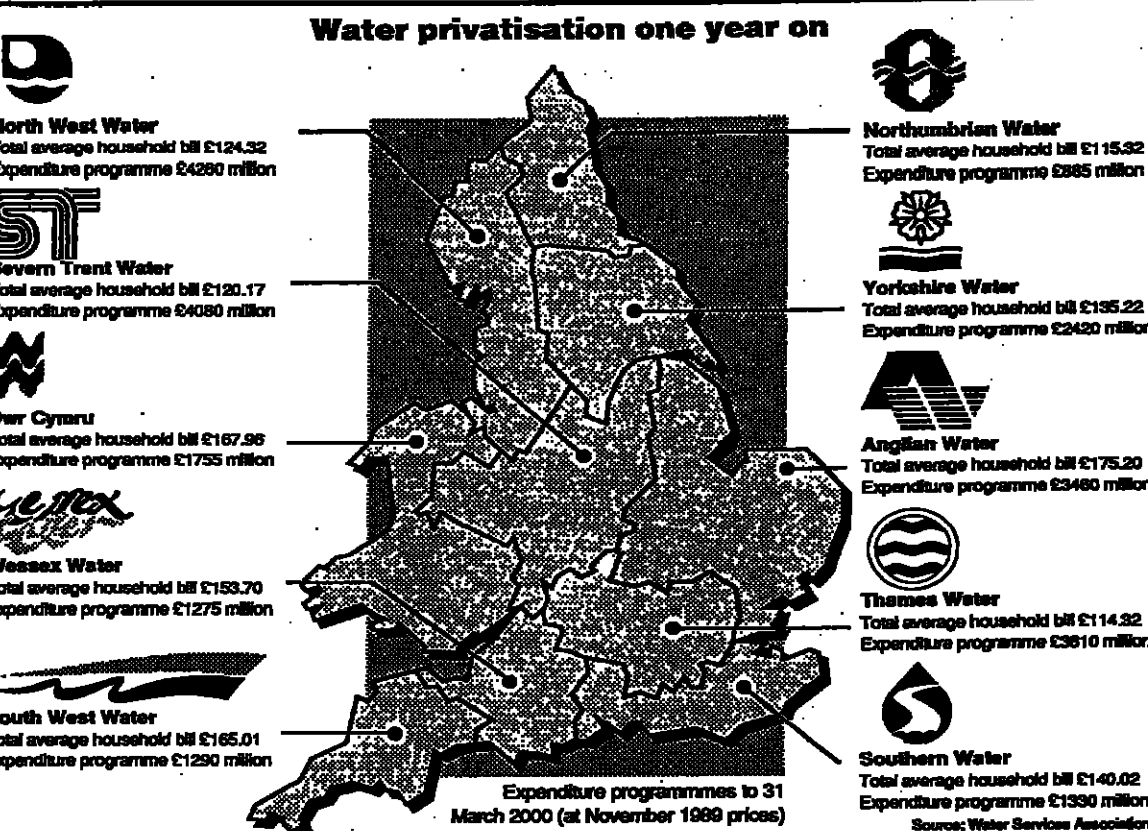 Water privatisation one year on
North West Water
Total average household bill £124.32
Expenditure programme £4260 million
ST
Severn Trent Water
Total average household bill £120.17
Expenditure programme £4080 million
Dwr Cymru
Total average household bill £167.96
Expenditure programme £1755 million
Wessex
Wessex Water
Total average household bill £153.70
Expenditure programme £1275 million
South West Water
Total average household bill £165.01
Expenditure programme £1290 million
Northumbrian Water
Total average household bill £115.32
Expenditure programme £885 million
Yorkshire Water
Total average household bill £135.22
Expenditure programme £2420 million
Anglian Water
Total average household bill £175.20
Expenditure programme £3460 million
Thames Water
Total average household bill £114.32
Expenditure programme £3610 million
Southern Water
Total average household bill £140.02
Expenditure programme £1330 million
Expenditure programmmes to 31
March 2000 (at November 1989 prices)
Source: Water Services Association